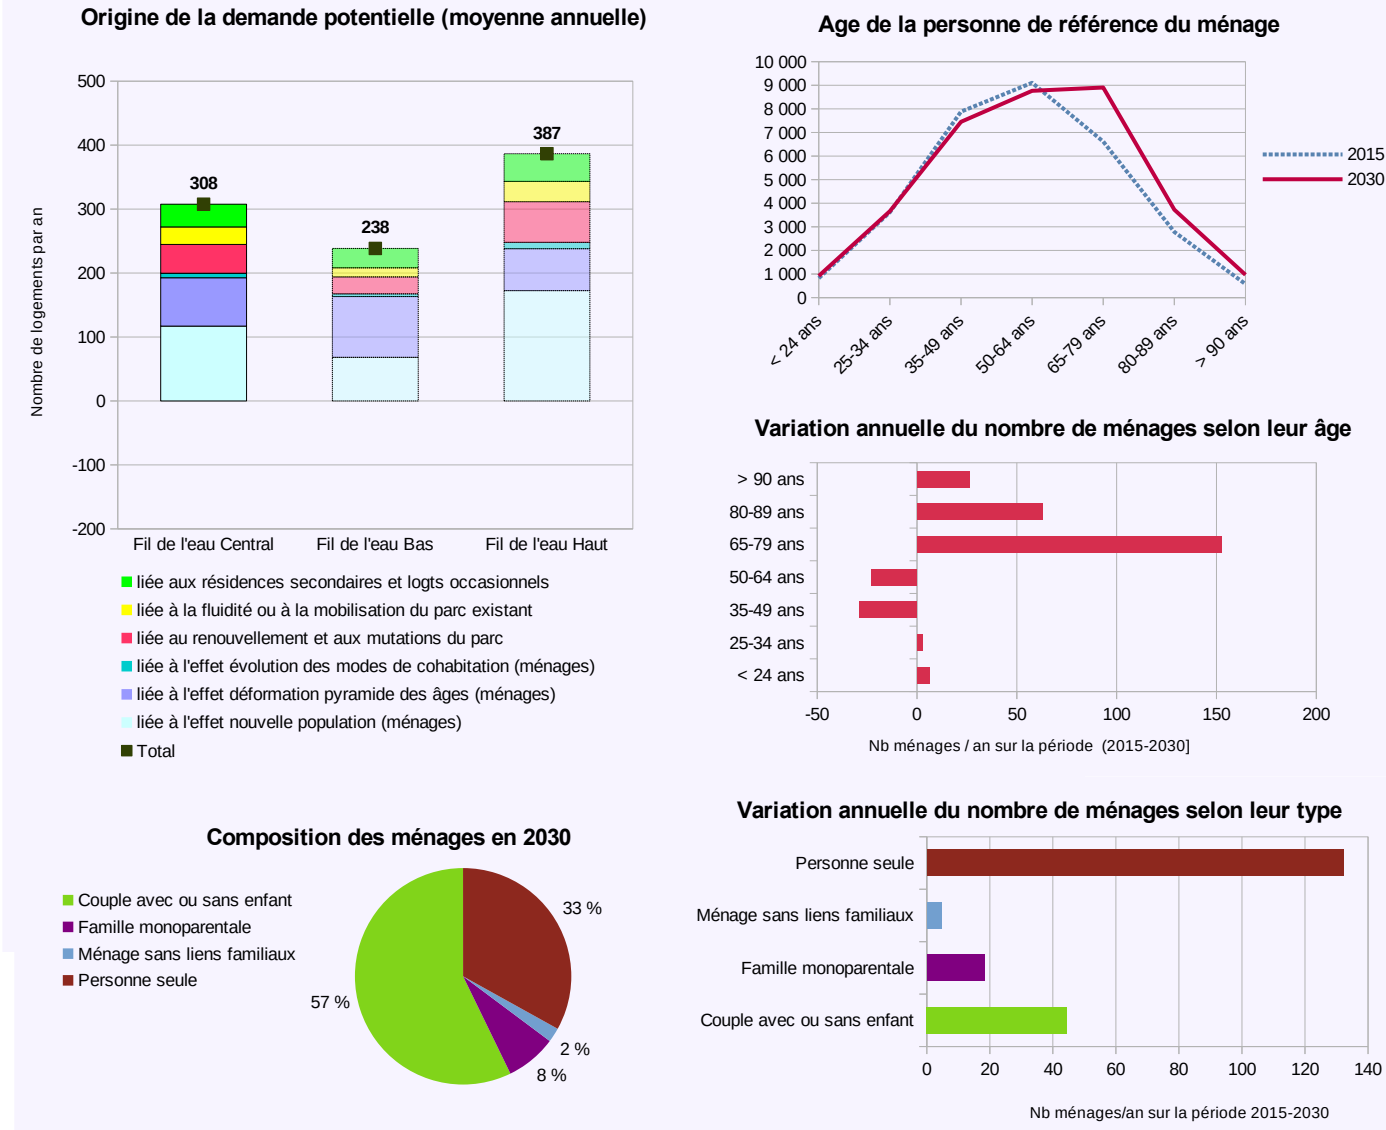 Origine de la demande potentielle (moyenne annuelle)
500
400
300
200
100
0
-100
-200
Nombre de logements par an
308
238
387
Fil de l'eau Central
Fil de l'eau Bas
Fil de l'eau Haut
liée aux résidences secondaires et logts occasionnels
liée à la fluidité ou à la mobilisation du parc existant
liée au renouvellement et aux mutations du parc
liée à l'effet évolution des modes de cohabitation (ménages)
liée à l'effet déformation pyramide des âges (ménages)
liée à l'effet nouvelle population (ménages)
Total
Age de la personne de référence du ménage
10 000
9 000
8 000
7 000
6 000
5 000
4 000
3 000
2 000
1 000
0
< 24 ans
25-34 ans
35-49 ans
50-64 ans
65-79 ans
80-89 ans
> 90 ans
2015
2030
Variation annuelle du nombre de ménages selon leur âge
> 90 ans
80-89 ans
65-79 ans
50-64 ans
35-49 ans
25-34 ans
< 24 ans
-50
0
50
100
150
200
Nb ménages / an sur la période (2015-2030]
Composition des ménages en 2030
Couple avec ou sans enfant
Famille monoparentale
Ménage sans liens familiaux
Personne seule
33 %
57 %
2 %
8 %
Variation annuelle du nombre de ménages selon leur type
Personne seule
Ménage sans liens familiaux
Famille monoparentale
Couple avec ou sans enfant
0
20
40
60
80
100
120
140
Nb ménages/an sur la période 2015-2030